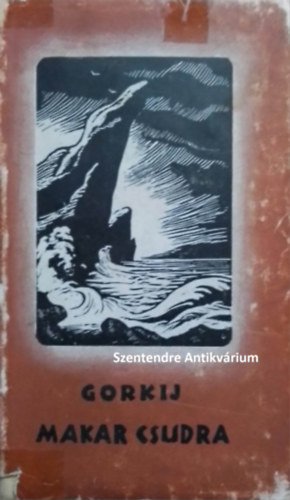 Szentendre Antikvárium
GORKIJ
MAKAR CSUDRA